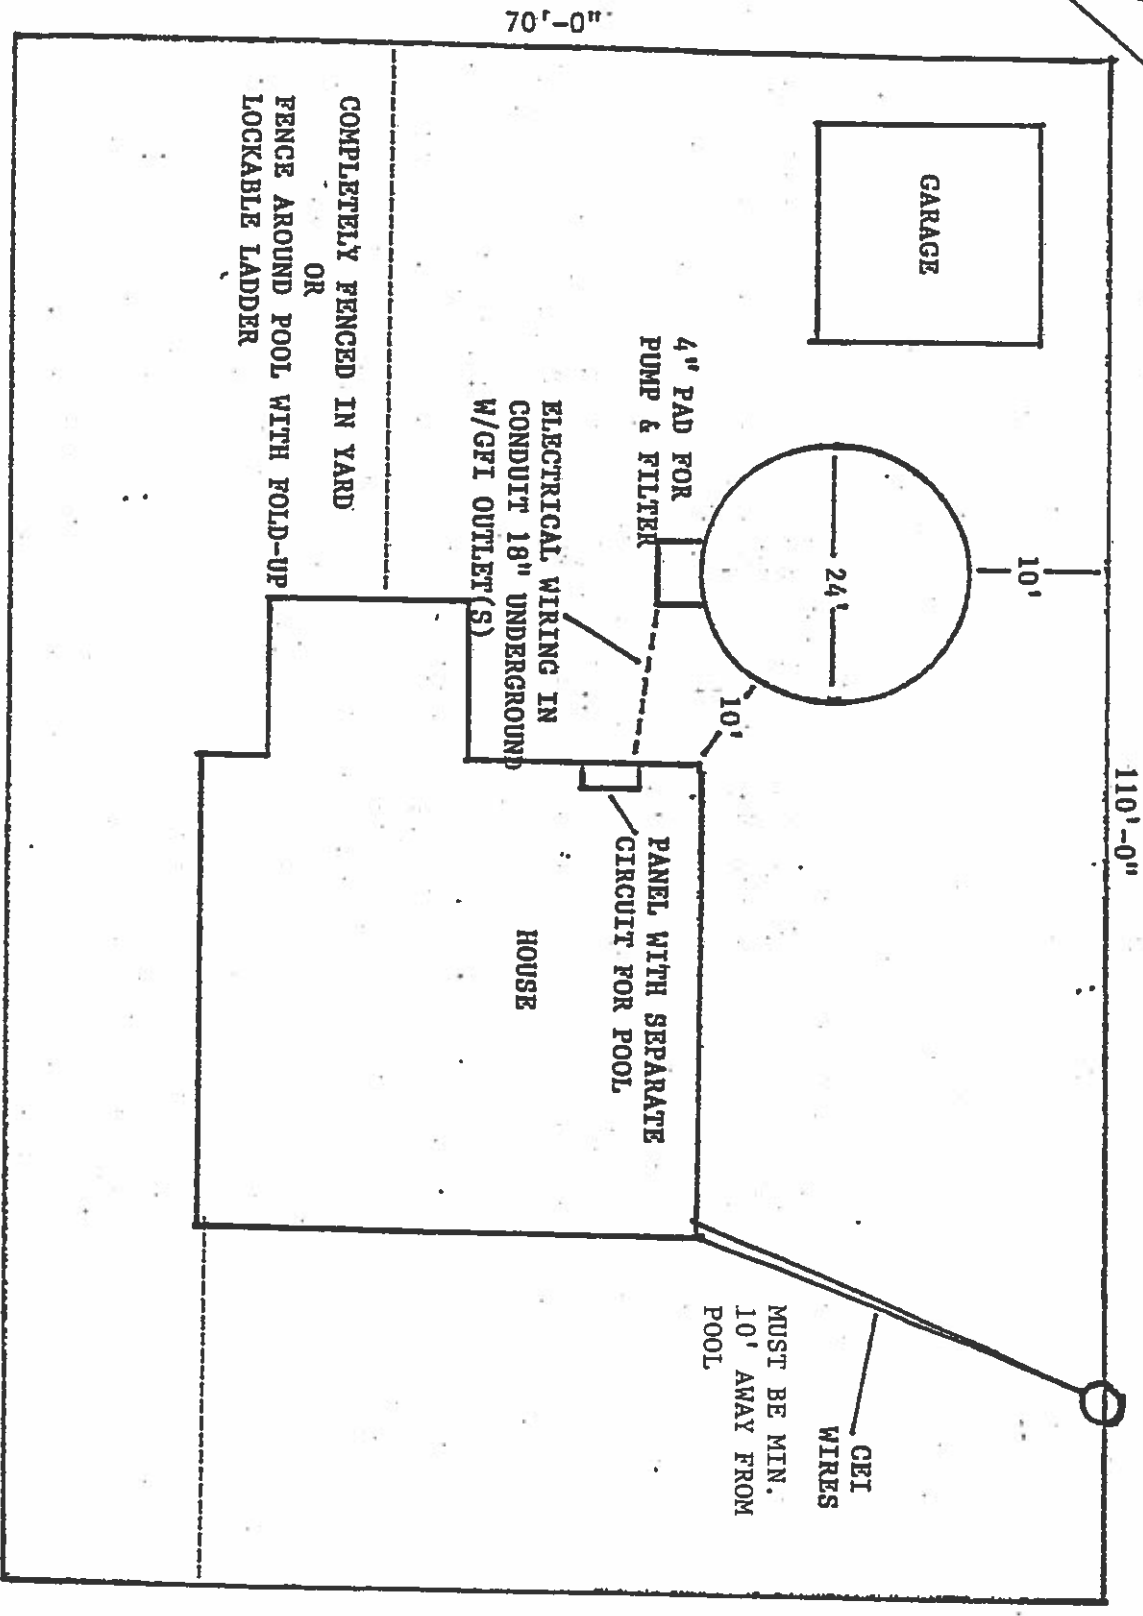 70'-0"
110'-0"
GARAGE
10'
24'
10'
4" PAD FOR
PUMP & FILTER
ELECTRICAL WIRING IN
CONDUIT 18" UNDERGROUND
W/GFI OUTLET(S)
COMPLETELY FENCED IN YARD
OR
FENCE AROUND POOL WITH FOLD-UP
LOCKABLE LADDER
PANEL WITH SEPARATE
CIRCUIT FOR POOL
HOUSE
CEI
WIRES
MUST BE MIN.
10' AWAY FROM
POOL